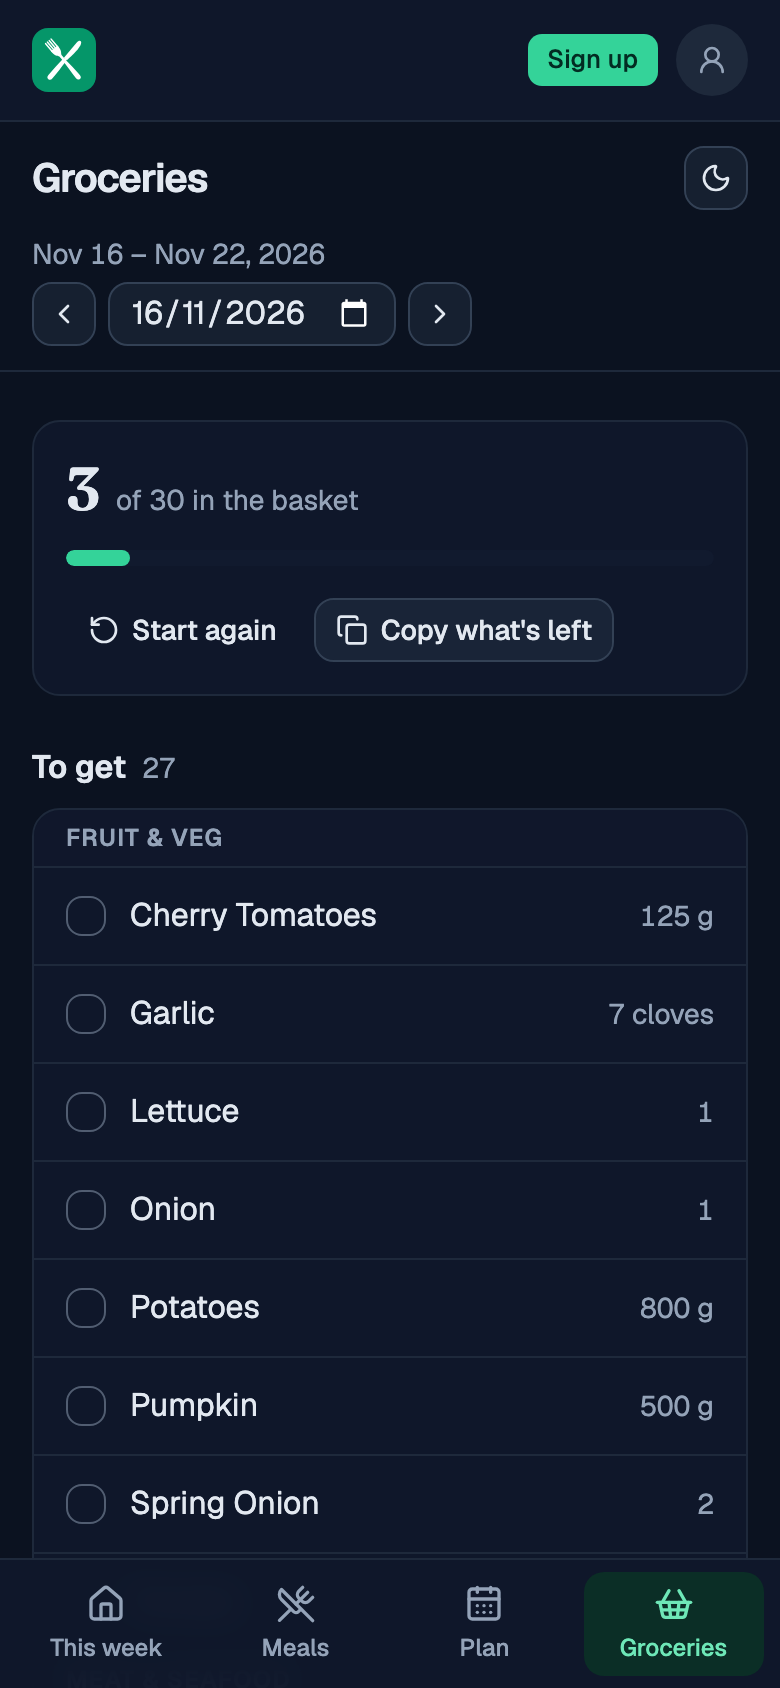 Sign up
Groceries
Nov 16 – Nov 22, 2026
16/11/2026
3 of 30 in the basket
Start again
Copy what's left
To get 27
FRUIT & VEG
Cherry Tomatoes 125 g
Garlic 7 cloves
Lettuce 1
Onion 1
Potatoes 800 g
Pumpkin 500 g
Spring Onion 2
This week
Meals
Plan
Groceries